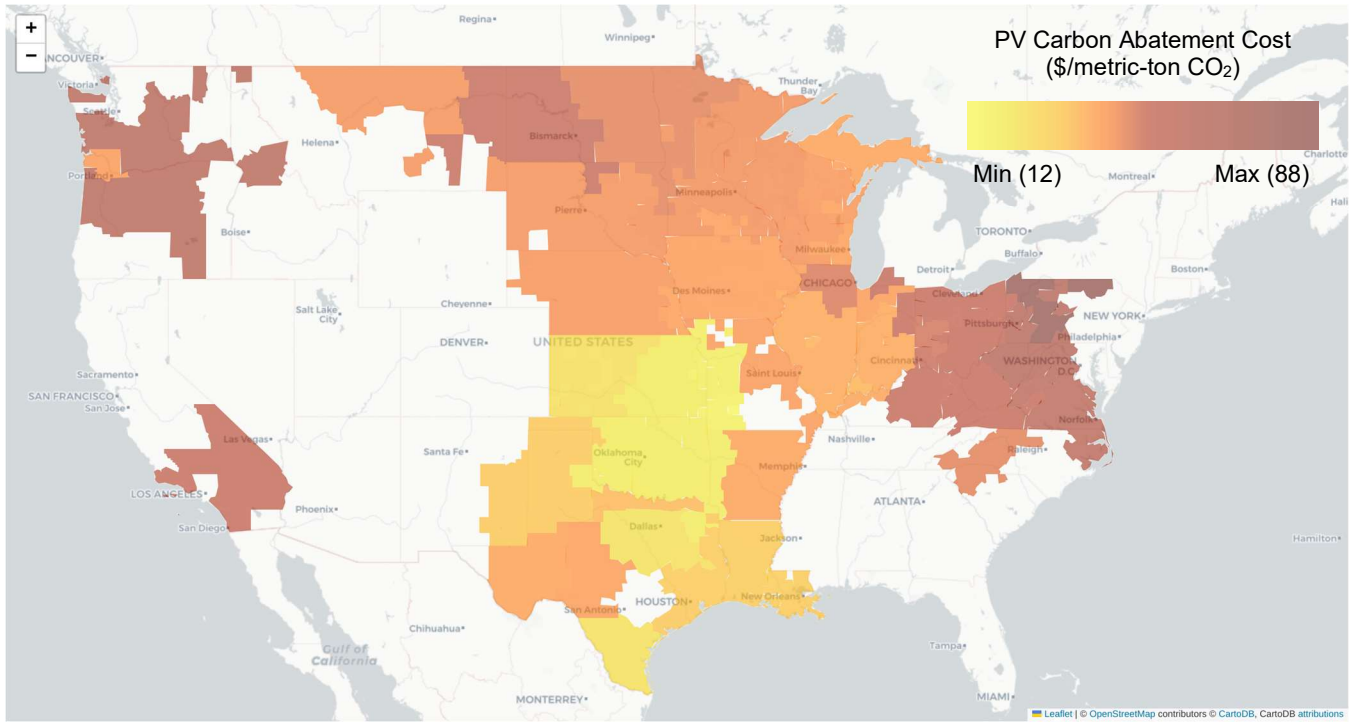 +
−
Regina
Winnipeg
PV Carbon Abatement Cost
($/metric-ton CO₂)
Min (12)
Max (88)
NCOUVER
Victoria
Seattle
Thunder
Bay
Helena
Bismarck
Charlotte
Portland
Montreal
Minneapolis
Hali
Pierre
Boise
TORONTO
Milwaukee
Buffalo
Detroit
Boston
CHICAGO
Des Moines
Cleveland
Cheyenne
Salt Lake
City
NEW YORK
Pittsburgh
Philadelphia
DENVER
UNITED STATES
Cincinnati
WASHINGTON
D.C.
Sacramento
Saint Louis
SAN FRANCISCO
San Jose
Norfolk
Las Vegas
Nashville
Raleigh
Santa Fe
Oklahoma
City
Memphis
LOS ANGELES
Phoenix
ATLANTA
San Diego
Dallas
Jackson
Hamilton
New Orleans
HOUSTON
San Antonio
Chihuahua
Gulf of
California
Tampa
MONTERREY
MIAMI
Leaflet | © OpenStreetMap contributors © CartoDB, CartoDB attributions